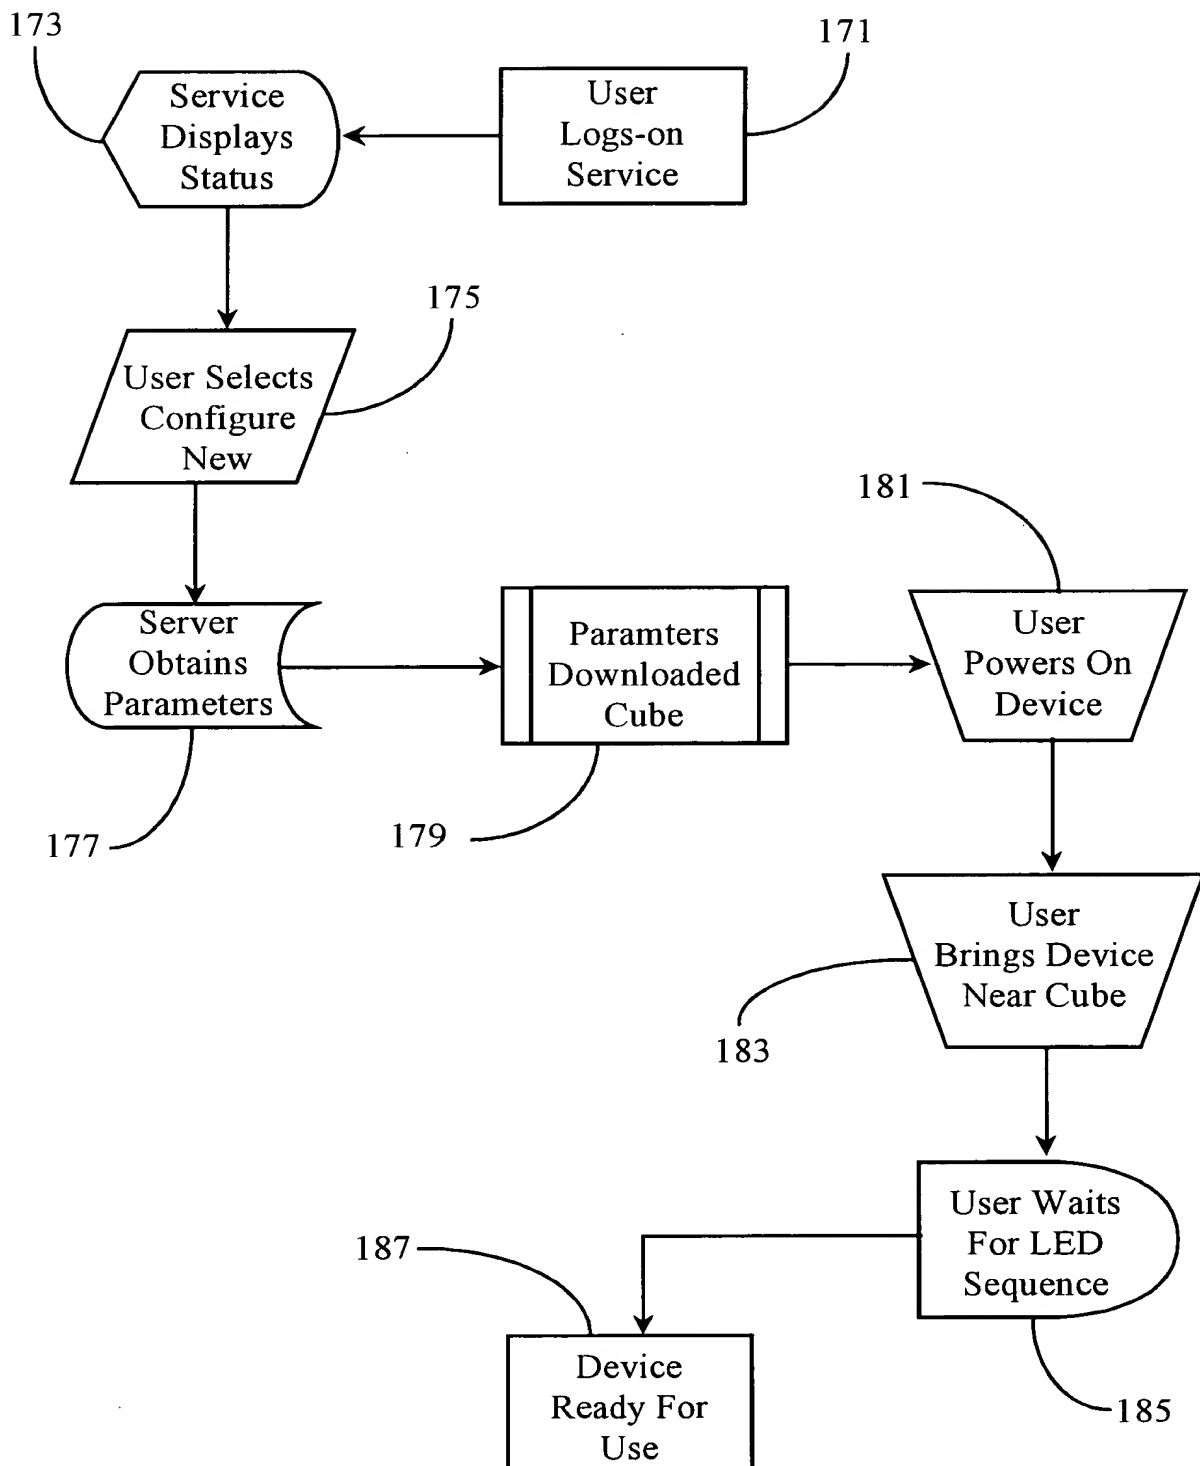 173
171
Service
Displays
Status
User
Logs-on
Service
175
User Selects
Configure
New
181
Server
Obtains
Parameters
Paramters
Downloaded
Cube
User
Powers On
Device
177
179
User
Brings Device
Near Cube
183
User Waits
For LED
Sequence
187
185
Device
Ready For
Use